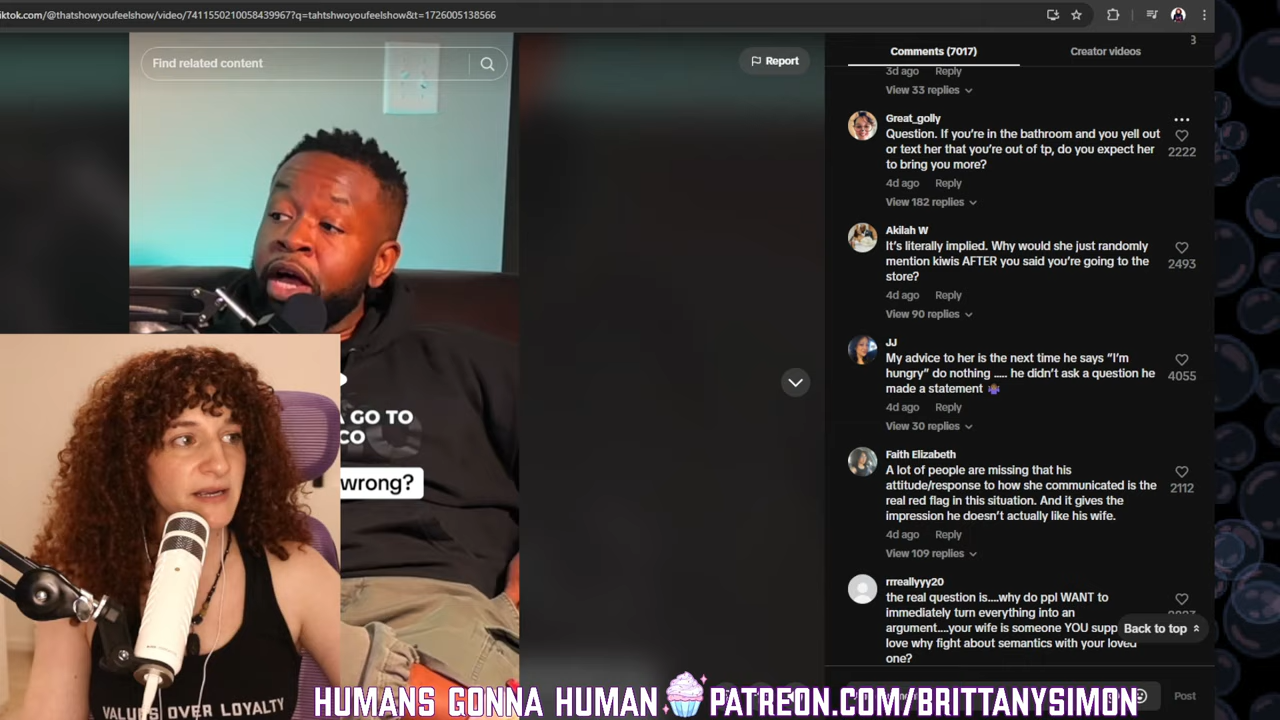 iktok.com/@thatshowyoufeelshow/video/7411550210058439967?q=tahtshwoyoufeelshow&t=1726005138566
Find related content
Report
Comments (7017)
Creator videos
3d ago Reply
View 33 replies
Great_golly
Question. If you're in the bathroom and you yell out
or text her that you're out of tp, do you expect her
to bring you more?
2222
4d ago Reply
View 182 replies
Akilah W
It's literally implied. Why would she just randomly
mention kiwis AFTER you said you're going to the
store?
2493
4d ago Reply
View 90 replies
JJ
My advice to her is the next time he says “I'm
hungry” do nothing ..... he didn't ask a question he
made a statement
4055
4d ago Reply
View 30 replies
Faith Elizabeth
A lot of people are missing that his
attitude/response to how she communicated is the
real red flag in this situation. And it gives the
impression he doesn't actually like his wife.
2112
4d ago Reply
View 109 replies
rrreallyyy20
the real question is....why do ppl WANT to
immediately turn everything into an
argument....your wife is someone YOU supp
love why fight about semantics with your loved
one?
Back to top
Post
GO TO
CO
wrong?
VALUES OVER LOYALTY
HUMANS GONNA HUMAN PATREON.COM/BRITTANYSIMON